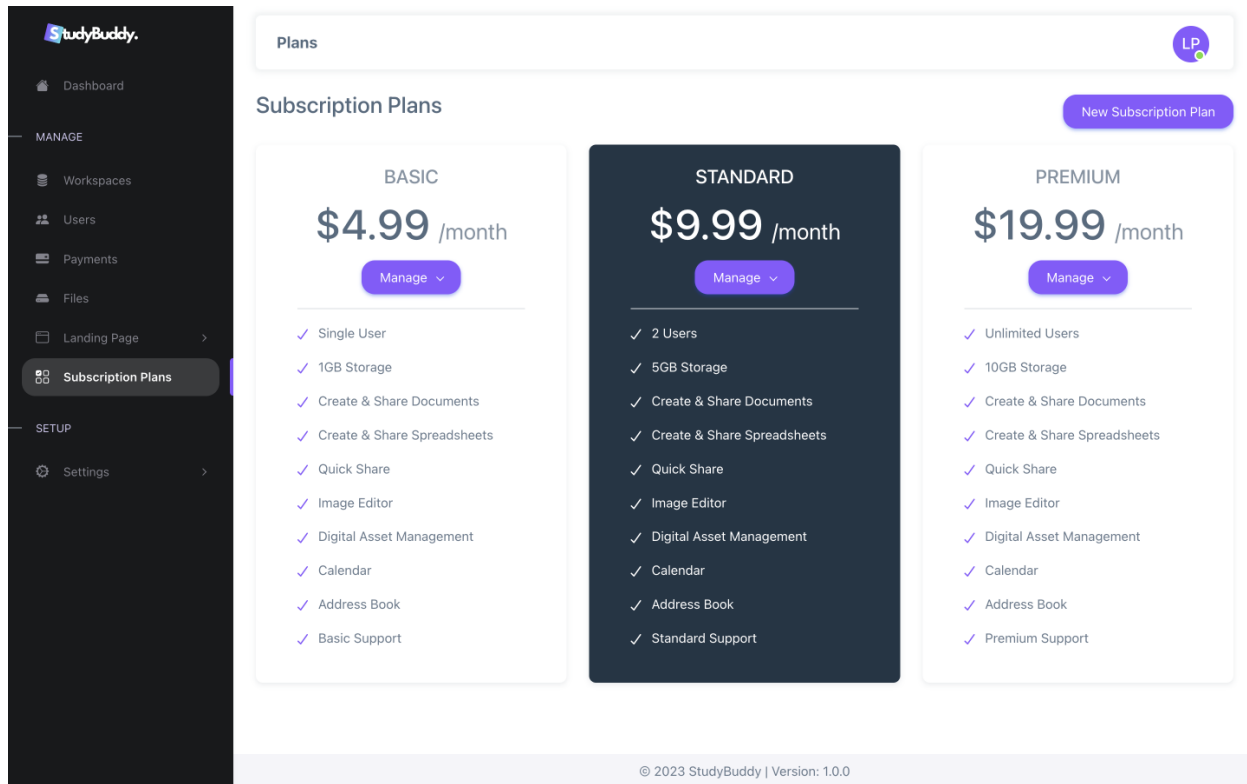 StudyBuddy.
Dashboard
MANAGE
Workspaces
Users
Payments
Files
Landing Page
Subscription Plans
SETUP
Settings
Plans
LP
Subscription Plans
New Subscription Plan
BASIC
$4.99 /month
Manage
Single User
1GB Storage
Create & Share Documents
Create & Share Spreadsheets
Quick Share
Image Editor
Digital Asset Management
Calendar
Address Book
Basic Support
STANDARD
$9.99 /month
Manage
2 Users
5GB Storage
Create & Share Documents
Create & Share Spreadsheets
Quick Share
Image Editor
Digital Asset Management
Calendar
Address Book
Standard Support
PREMIUM
$19.99 /month
Manage
Unlimited Users
10GB Storage
Create & Share Documents
Create & Share Spreadsheets
Quick Share
Image Editor
Digital Asset Management
Calendar
Address Book
Premium Support
© 2023 StudyBuddy | Version: 1.0.0